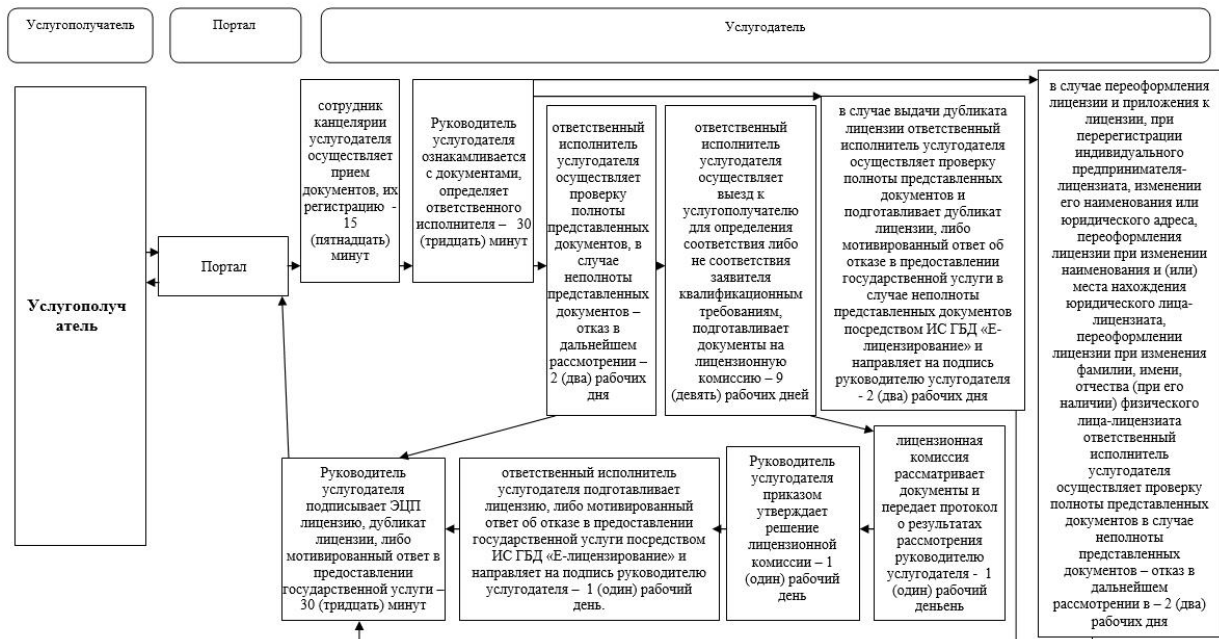 Услугополучатель
Портал
Услугодатель
Услугополуч
атель
Портал
сотрудник
канцелярии
услугодателя
осуществляет
прием
документов, их
регистрацию -
15
(пятнадцать)
минут
Руководитель
услугодателя
ознакамливается
с документами,
определяет
ответственного
исполнителя – 30
(тридцать) минут
ответственный
исполнитель
услугодателя
осуществляет
проверку
полноты
представленных
документов, в
случае
неполноты
представленных
документов –
отказ в
дальнейшем
рассмотрении –
2 (два) рабочих
дня
ответственный
исполнитель
услугодателя
осуществляет
выезд к
услугополучателю
для определения
соответствия либо
не соответствия
заявителя
квалификационным
требованиям,
подготавливает
документы на
лицензионную
комиссию – 9
(девять) рабочих дней
в случае выдачи дубликата
лицензии ответственный
исполнитель услугодателя
осуществляет проверку
полноты представленных
документов и
подготавливает дубликат
лицензии, либо
мотивированный ответ об
отказе в предоставлении
государственной услуги в
случае неполноты
представленных документов
посредством ИС ГБД «Е-
лицензирование» и
направляет на подпись
руководителю услугодателя
- 2 (два) рабочих дня
в случае переоформления
лицензии и приложения к
лицензии, при
перерегистрации
индивидуального
предпринимателя-
лицензиата, изменении
его наименования или
юридического адреса,
переоформления
лицензии при изменении
наименования и (или)
места нахождения
юридического лица-
лицензиата,
переоформлении
лицензии при изменения
фамилии, имени,
отчества (при его
наличии) физического
лица-лицензиата
ответственный
исполнитель
услугодателя
осуществляет проверку
полноты представленных
документов в случае
неполноты
представленных
документов – отказ в
дальнейшем
рассмотрении в – 2 (два)
рабочих дня
Руководитель
услугодателя
подписывает ЭЦП
лицензию, дубликат
лицензии, либо
мотивированный ответ в
предоставлении
государственной услуги –
30 (тридцать) минут
ответственный исполнитель
услугодателя подготавливает
лицензию, либо мотивированный
ответ об отказе в предоставлении
государственной услуги посредством
ИС ГБД «Е-лицензирование» и
направляет на подпись руководителю
услугодателя – 1 (один) рабочий
день.
Руководитель
услугодателя
приказом
утверждает
решение
лицензионной
комиссии – 1
(один) рабочий
день
лицензионная
комиссия
рассматривает
документы и
передает протокол
о результатах
рассмотрения
руководителю
услугодателя - 1
(один) рабочий
деньень